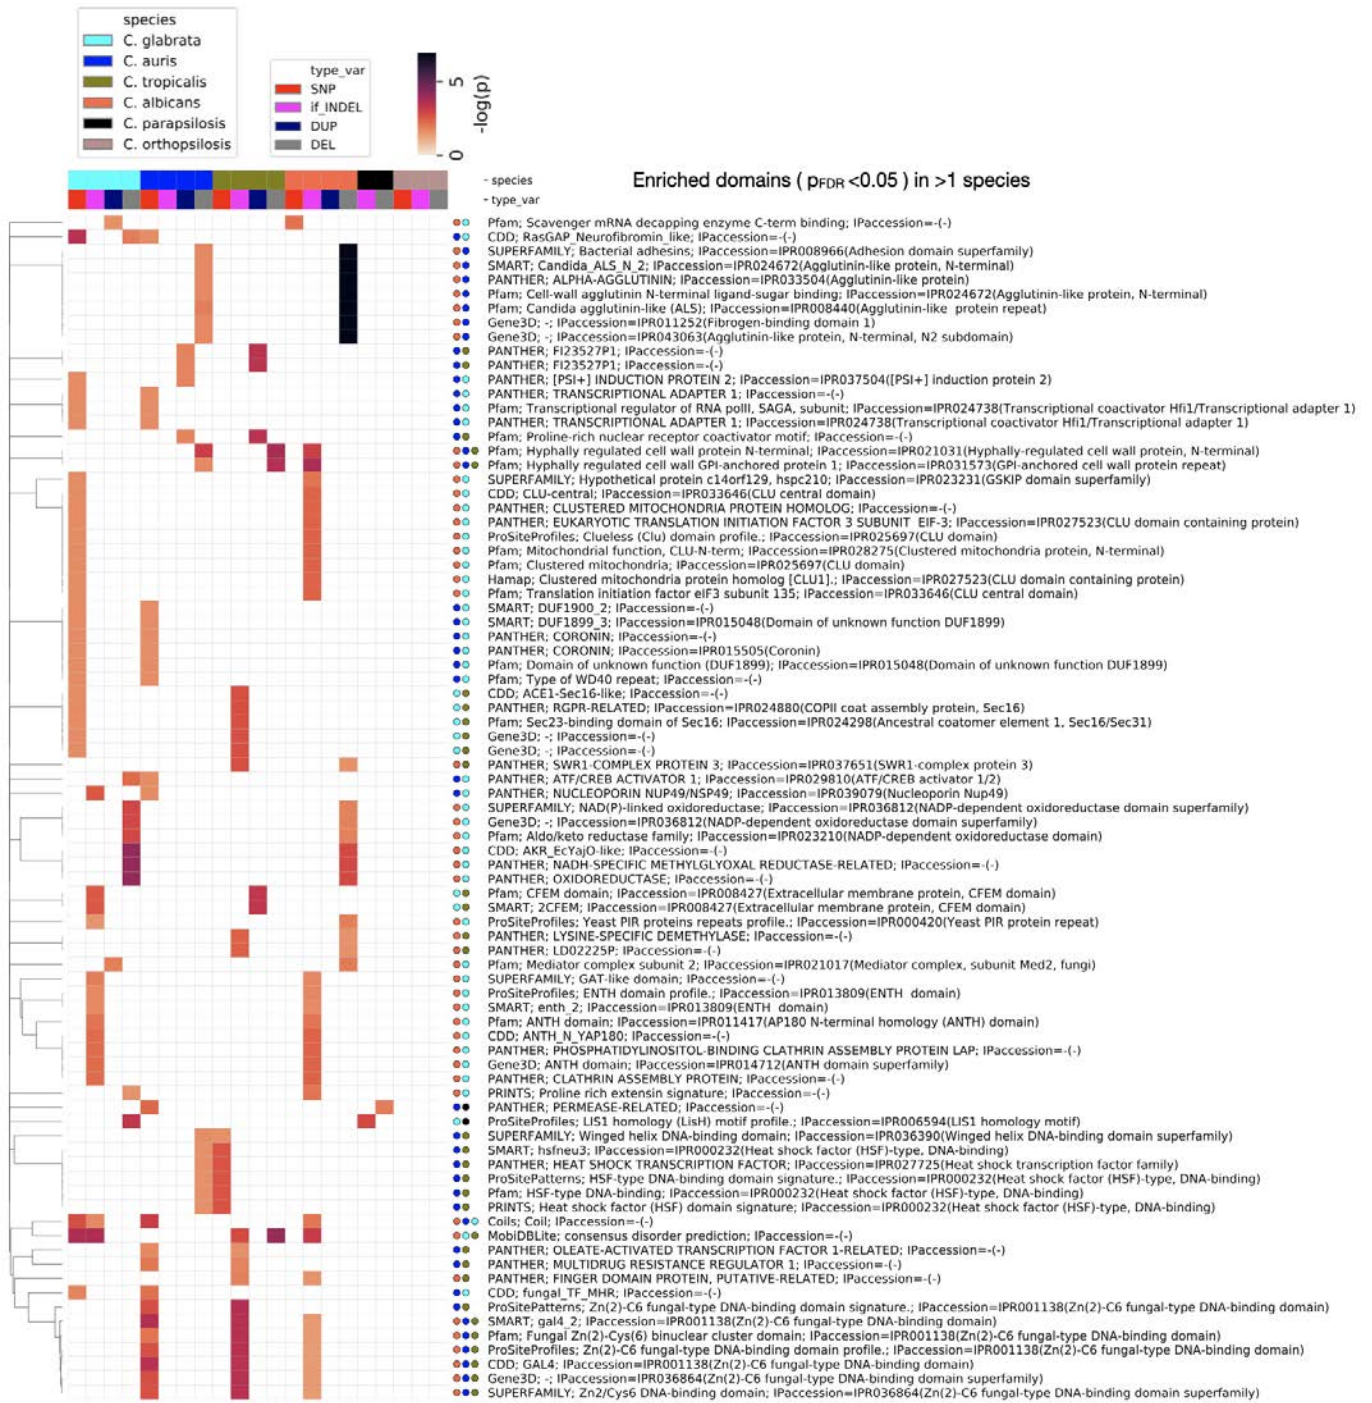 species
C. glabrata
C. auris
C. tropicalis
C. albicans
C. parapsilosis
C. orthopsilosis
type_var
SNP
if_INDEL
DUP
DEL
5
0
-log(p)
- species
- type_var
Enriched domains ( pFDR <0.05 ) in >1 species
Pfam; Scavenger mRNA decapping enzyme C-term binding; IPaccession=-(-)
CDD; RasGAP_Neurofibromin_like; IPaccession=-(-)
SUPERFAMILY; Bacterial adhesins; IPaccession=IPR008966(Adhesion domain superfamily)
SMART; Candida_ALS_N_2; IPaccession=IPR024672(Agglutinin-like protein, N-terminal)
PANTHER; ALPHA-AGGLUTININ; IPaccession=IPR033504(Agglutinin-like protein)
Pfam; Cell-wall agglutinin N-terminal ligand-sugar binding; IPaccession=IPR024672(Agglutinin-like protein, N-terminal)
Pfam; Candida agglutinin-like (ALS); IPaccession=IPR008440(Agglutinin-like protein repeat)
Gene3D; -; IPaccession=IPR011252(Fibrogen-binding domain 1)
Gene3D; -; IPaccession=IPR043063(Agglutinin-like protein, N-terminal, N2 subdomain)
PANTHER; FI23527P1; IPaccession=-(-)
PANTHER; FI23527P1; IPaccession=-(-)
PANTHER; [PSI+] INDUCTION PROTEIN 2; IPaccession=IPR037504([PSI+] induction protein 2)
PANTHER; TRANSCRIPTIONAL ADAPTER 1; IPaccession=-(-)
Pfam; Transcriptional regulator of RNA polII, SAGA, subunit; IPaccession=IPR024738(Transcriptional coactivator Hfi1/Transcriptional adapter 1)
PANTHER; TRANSCRIPTIONAL ADAPTER 1; IPaccession=IPR024738(Transcriptional coactivator Hfi1/Transcriptional adapter 1)
Pfam; Proline-rich nuclear receptor coactivator motif; IPaccession=-(-)
Pfam; Hyphally regulated cell wall protein N-terminal; IPaccession=IPR021031(Hyphally-regulated cell wall protein, N-terminal)
Pfam; Hyphally regulated cell wall GPI-anchored protein 1; IPaccession=IPR031573(GPI-anchored cell wall protein repeat)
SUPERFAMILY; Hypothetical protein c14orf129, hspc210; IPaccession=IPR023231(GSKIP domain superfamily)
CDD; CLU-central; IPaccession=IPR033646(CLU central domain)
PANTHER; CLUSTERED MITOCHONDRIA PROTEIN HOMOLOG; IPaccession=-(-)
PANTHER; EUKARYOTIC TRANSLATION INITIATION FACTOR 3 SUBUNIT EIF-3; IPaccession=IPR027523(CLU domain containing protein)
ProSiteProfiles; Clueless (Clu) domain profile.; IPaccession=IPR025697(CLU domain)
Pfam; Mitochondrial function, CLU-N-term; IPaccession=IPR028275(Clustered mitochondria protein, N-terminal)
Pfam; Clustered mitochondria; IPaccession=IPR025697(CLU domain)
Hamap; Clustered mitochondria protein homolog [CLU1].; IPaccession=IPR027523(CLU domain containing protein)
Pfam; Translation initiation factor eIF3 subunit 135; IPaccession=IPR033646(CLU central domain)
SMART; DUF1900_2; IPaccession=-(-)
SMART; DUF1899_3; IPaccession=IPR015048(Domain of unknown function DUF1899)
PANTHER; CORONIN; IPaccession=-(-)
PANTHER; CORONIN; IPaccession=IPR015505(Coronin)
Pfam; Domain of unknown function (DUF1899); IPaccession=IPR015048(Domain of unknown function DUF1899)
Pfam; Type of WD40 repeat; IPaccession=-(-)
CDD; ACE1-Sec16-like; IPaccession=-(-)
PANTHER; RGPR-RELATED; IPaccession=IPR024880(COPII coat assembly protein, Sec16)
Pfam; Sec23-binding domain of Sec16; IPaccession=IPR024298(Ancestral coatomer element 1, Sec16/Sec31)
Gene3D; -; IPaccession=-(-)
Gene3D; -; IPaccession=-(-)
PANTHER; SWR1-COMPLEX PROTEIN 3; IPaccession=IPR037651(SWR1-complex protein 3)
PANTHER; ATF/CREB ACTIVATOR 1; IPaccession=IPR029810(ATF/CREB activator 1/2)
PANTHER; NUCLEOPORIN NUP49/NSP49; IPaccession=IPR039079(Nucleoporin Nup49)
SUPERFAMILY; NAD(P)-linked oxidoreductase; IPaccession=IPR036812(NADP-dependent oxidoreductase domain superfamily)
Gene3D; -; IPaccession=IPR036812(NADP-dependent oxidoreductase domain superfamily)
Pfam; Aldo/keto reductase family; IPaccession=IPR023210(NADP-dependent oxidoreductase domain)
CDD; AKR_EcYajO-like; IPaccession=-(-)
PANTHER; NADH-SPECIFIC METHYLGLYOXAL REDUCTASE-RELATED; IPaccession=-(-)
PANTHER; OXIDOREDUCTASE; IPaccession=-(-)
Pfam; CFEM domain; IPaccession=IPR008427(Extracellular membrane protein, CFEM domain)
SMART; 2CFEM; IPaccession=IPR008427(Extracellular membrane protein, CFEM domain)
ProSiteProfiles; Yeast PIR proteins repeats profile.; IPaccession=IPR000420(Yeast PIR protein repeat)
PANTHER; LYSINE-SPECIFIC DEMETHYLASE; IPaccession=-(-)
PANTHER; LD02225P; IPaccession=-(-)
Pfam; Mediator complex subunit 2; IPaccession=IPR021017(Mediator complex, subunit Med2, fungi)
SUPERFAMILY; GAT-like domain; IPaccession=-(-)
ProSiteProfiles; ENTH domain profile.; IPaccession=IPR013809(ENTH domain)
SMART; enth_2; IPaccession=IPR013809(ENTH domain)
Pfam; ANTH domain; IPaccession=IPR011417(AP180 N-terminal homology (ANTH) domain)
CDD; ANTH_N_YAP180; IPaccession=-(-)
PANTHER; PHOSPHATIDYLINOSITOL-BINDING CLATHRIN ASSEMBLY PROTEIN LAP; IPaccession=-(-)
Gene3D; ANTH domain; IPaccession=IPR014712(ANTH domain superfamily)
PANTHER; CLATHRIN ASSEMBLY PROTEIN; IPaccession=-(-)
PRINTS; Proline rich extensin signature; IPaccession=-(-)
PANTHER; PERMEASE-RELATED; IPaccession=-(-)
ProSiteProfiles; LIS1 homology (LisH) motif profile.; IPaccession=IPR006594(LIS1 homology motif)
SUPERFAMILY; Winged helix DNA-binding domain; IPaccession=IPR036390(Winged helix DNA-binding domain superfamily)
SMART; hsfneu3; IPaccession=IPR000232(Heat shock factor (HSF)-type, DNA-binding)
PANTHER; HEAT SHOCK TRANSCRIPTION FACTOR; IPaccession=IPR027725(Heat shock transcription factor family)
ProSitePatterns; HSF-type DNA-binding domain signature.; IPaccession=IPR000232(Heat shock factor (HSF)-type, DNA-binding)
Pfam; HSF-type DNA-binding; IPaccession=IPR000232(Heat shock factor (HSF)-type, DNA-binding)
PRINTS; Heat shock factor (HSF) domain signature; IPaccession=IPR000232(Heat shock factor (HSF)-type, DNA-binding)
Coils; Coil; IPaccession=-(-)
MobiDBLite; consensus disorder prediction; IPaccession=-(-)
PANTHER; OLEATE-ACTIVATED TRANSCRIPTION FACTOR 1-RELATED; IPaccession=-(-)
PANTHER; MULTIDRUG RESISTANCE REGULATOR 1; IPaccession=-(-)
PANTHER; FINGER DOMAIN PROTEIN, PUTATIVE-RELATED; IPaccession=-(-)
CDD; fungal_TF_MHR; IPaccession=-(-)
ProSitePatterns; Zn(2)-C6 fungal-type DNA-binding domain signature.; IPaccession=IPR001138(Zn(2)-C6 fungal-type DNA-binding domain)
SMART; gal4_2; IPaccession=IPR001138(Zn(2)-C6 fungal-type DNA-binding domain)
Pfam; Fungal Zn(2)-Cys(6) binuclear cluster domain; IPaccession=IPR001138(Zn(2)-C6 fungal-type DNA-binding domain)
ProSiteProfiles; Zn(2)-C6 fungal-type DNA-binding domain profile.; IPaccession=IPR001138(Zn(2)-C6 fungal-type DNA-binding domain)
CDD; GAL4; IPaccession=IPR001138(Zn(2)-C6 fungal-type DNA-binding domain)
Gene3D; -; IPaccession=IPR036864(Zn(2)-C6 fungal-type DNA-binding domain superfamily)
SUPERFAMILY; Zn2/Cys6 DNA-binding domain; IPaccession=IPR036864(Zn(2)-C6 fungal-type DNA-binding domain superfamily)